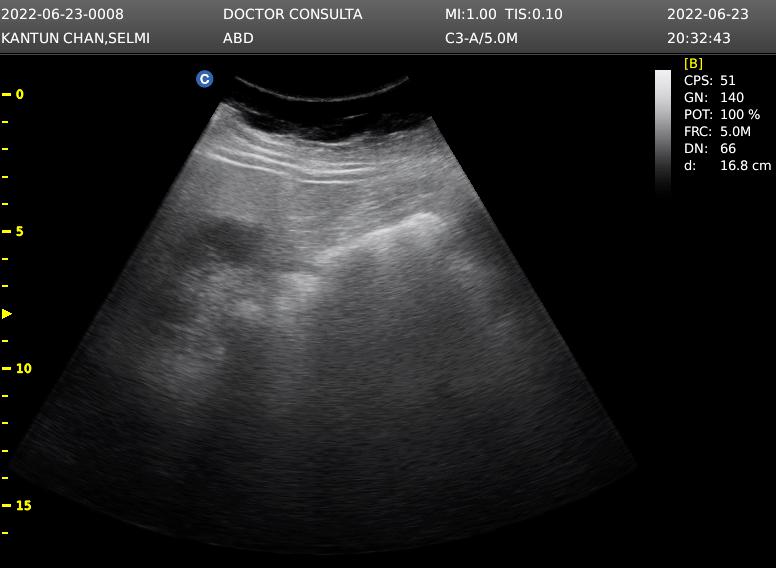 2022-06-23-0008 DOCTOR CONSULTA MI:1.00 TIS:0.10 2022-06-23
KANTUN CHAN,SELMI ABD C3-A/5.0M 20:32:43
C
[B]
CPS: 51
GN: 140
POT: 100 %
FRC: 5.0M
DN: 66
d: 16.8 cm
0
5
10
15